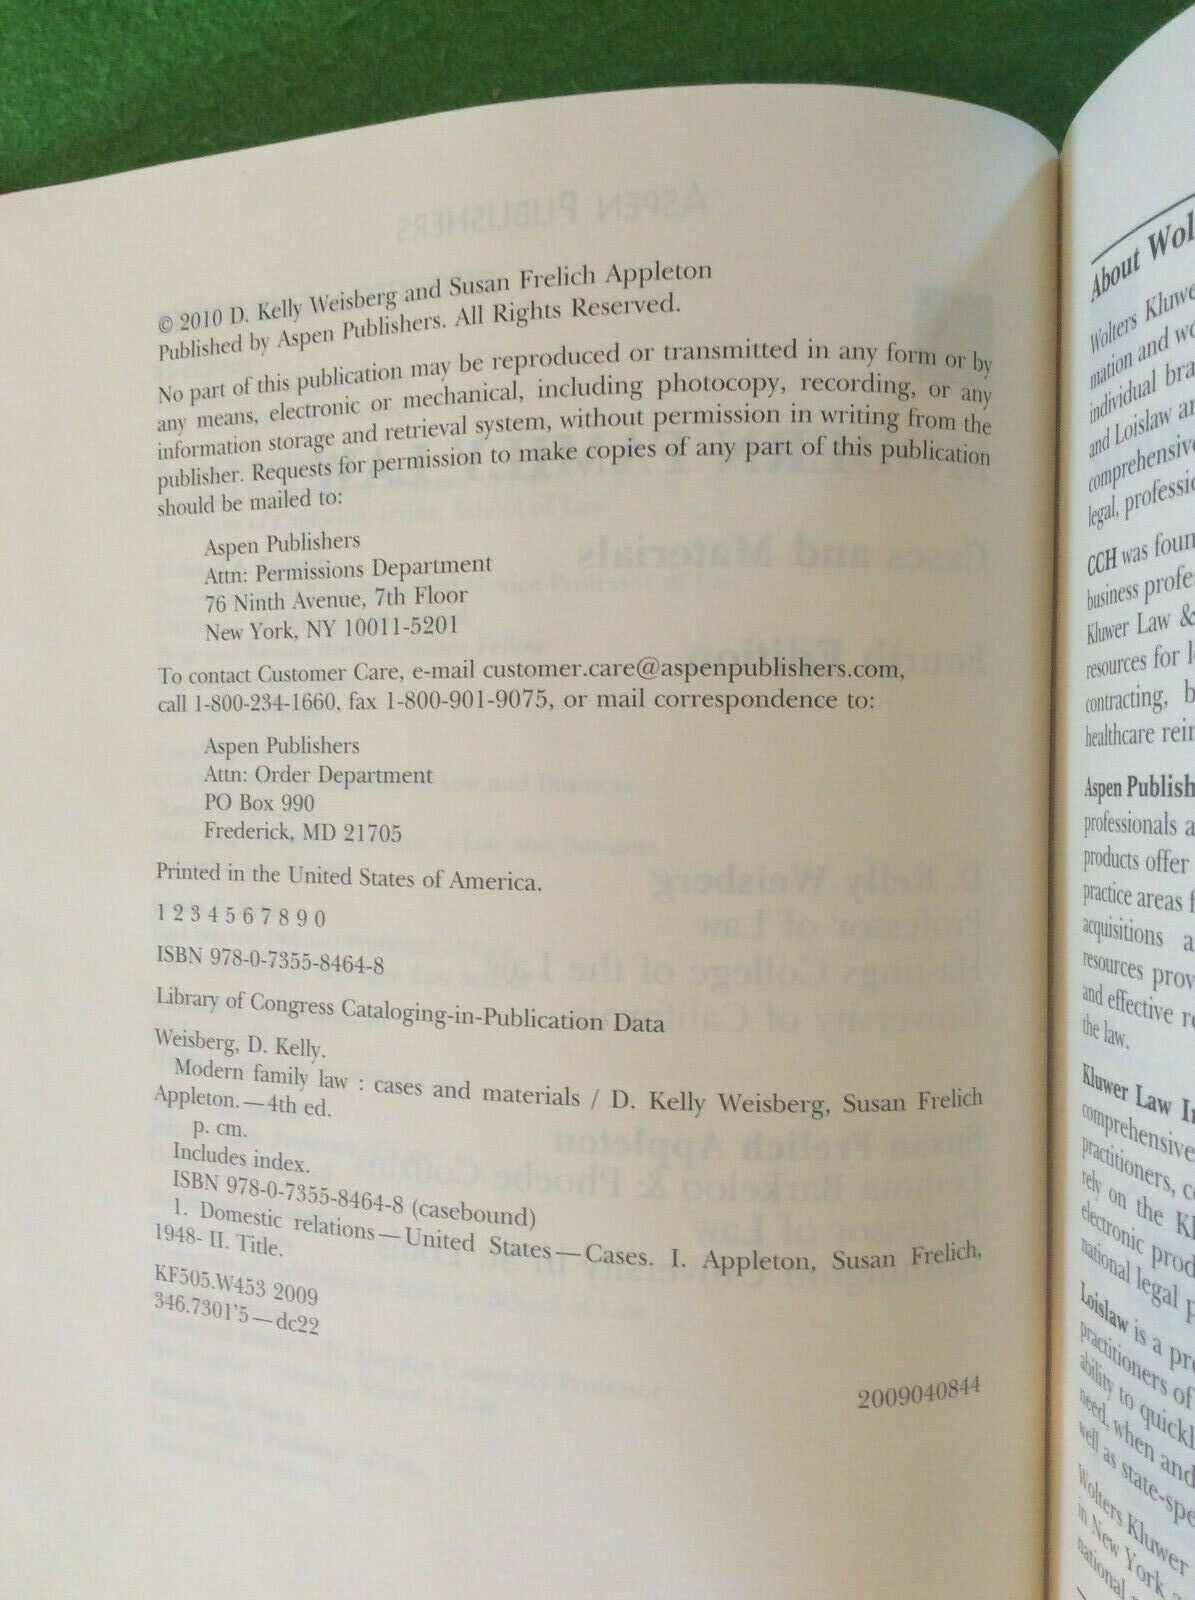 © 2010 D. Kelly Weisberg and Susan Frelich Appleton
Published by Aspen Publishers. All Rights Reserved.
No part of this publication may be reproduced or transmitted in any form or by
any means, electronic or mechanical, including photocopy, recording, or any
information storage and retrieval system, without permission in writing from the
publisher. Requests for permission to make copies of any part of this publication
should be mailed to:
Aspen Publishers
Attn: Permissions Department
76 Ninth Avenue, 7th Floor
New York, NY 10011-5201
To contact Customer Care, e-mail customer.care@aspenpublishers.com,
call 1-800-234-1660, fax 1-800-901-9075, or mail correspondence to:
Aspen Publishers
Attn: Order Department
PO Box 990
Frederick, MD 21705
Printed in the United States of America.
1 2 3 4 5 6 7 8 9 0
ISBN 978-0-7355-8464-8
Library of Congress Cataloging-in-Publication Data
Weisberg, D. Kelly.
Modern family law : cases and materials / D. Kelly Weisberg, Susan Frelich
Appleton.—4th ed.
p. cm.
Includes index.
ISBN 978-0-7355-8464-8 (casebound)
1. Domestic relations—United States—Cases. I. Appleton, Susan Frelich,
1948- II. Title.
KF505.W453 2009
346.7301'5—dc22
2009040844
About Wol
Wolters Kluwe
mation and wo
individual bra
and Loislaw ar
comprehensive
legal, professio
CCH was foun
business profe
Kluwer Law &
resources for l
contracting, b
healthcare rein
Aspen Publish
professionals a
products offer
practice areas f
acquisitions a
resources prov
and effective re
the law.
Kluwer Law In
comprehensive
practitioners, co
rely on the Kl
electronic prod
national legal p
Loislaw is a pre
practitioners of
ability to quickl
need, when and
well as state-spe
Wolters Kluwer
in New York
national